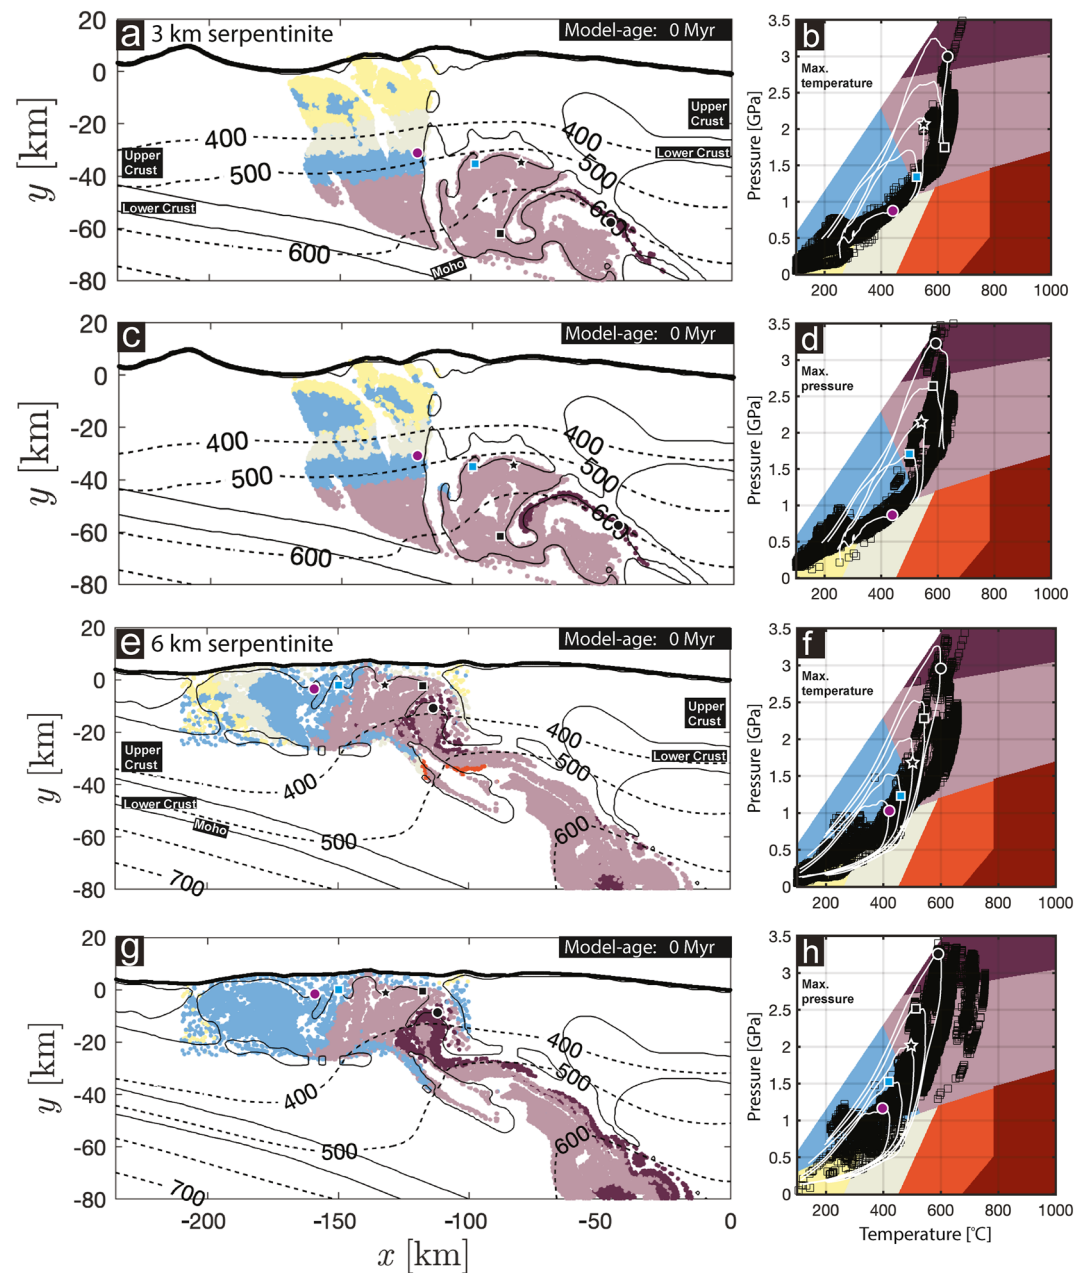 a 3 km serpentinite
Model-age: 0 Myr
20
0
-20
-40
-60
-80
y [km]
400
500
600
400
500
600
Upper
Crust
Lower Crust
Moho
Upper
Crust
Lower Crust
b
Max.
temperature
Pressure [GPa]
3.5
3
2.5
2
1.5
1
0.5
0
200 400 600 800 1000
c
Model-age: 0 Myr
20
0
-20
-40
-60
-80
y [km]
400
500
600
400
500
600
d
Max.
pressure
Pressure [GPa]
3.5
3
2.5
2
1.5
1
0.5
0
200 400 600 800 1000
e 6 km serpentinite
Model-age: 0 Myr
20
0
-20
-40
-60
-80
y [km]
400
500
700
400
500
600
Upper
Crust
Lower Crust
Moho
Upper
Crust
Lower Crust
f
Max.
temperature
Pressure [GPa]
3.5
3
2.5
2
1.5
1
0.5
0
200 400 600 800 1000
g
Model-age: 0 Myr
20
0
-20
-40
-60
-80
y [km]
400
500
700
400
500
600
-200 -150 -100 -50 0
x [km]
h
Max.
pressure
Pressure [GPa]
3.5
3
2.5
2
1.5
1
0.5
0
200 400 600 800 1000
Temperature [°C]